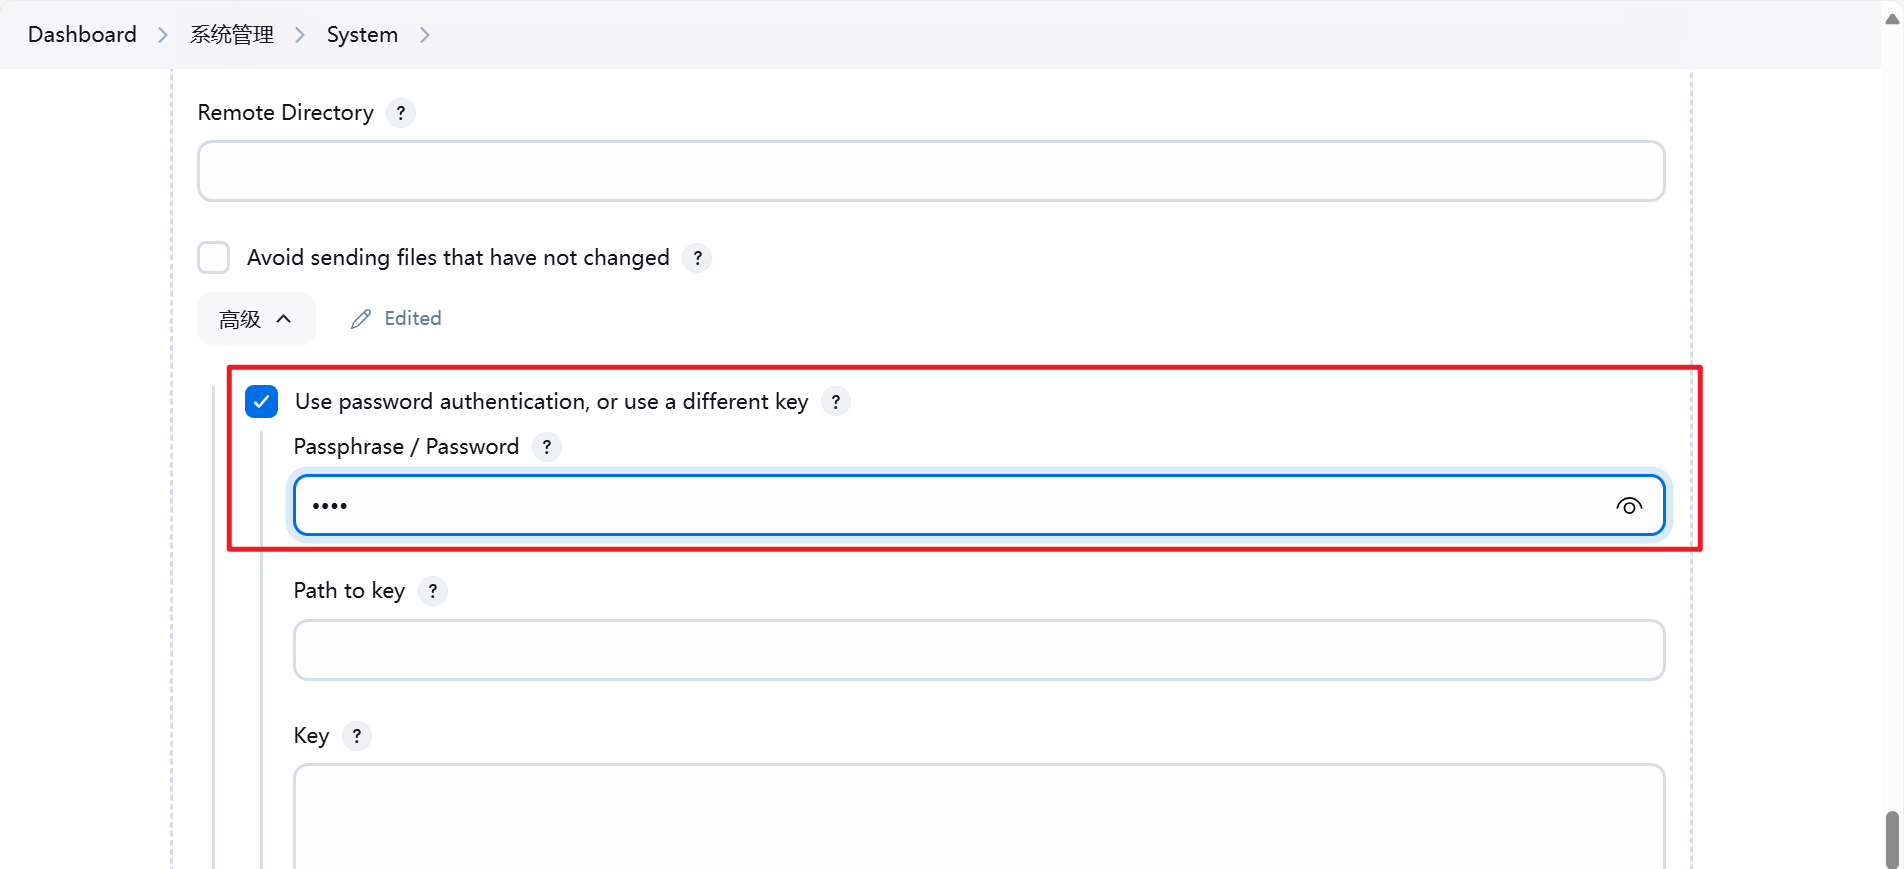 Dashboard > 系统管理 > System >
Remote Directory ?
Avoid sending files that have not changed ?
高级 Edited
Use password authentication, or use a different key ?
Passphrase / Password ?
••••
Path to key ?
Key ?